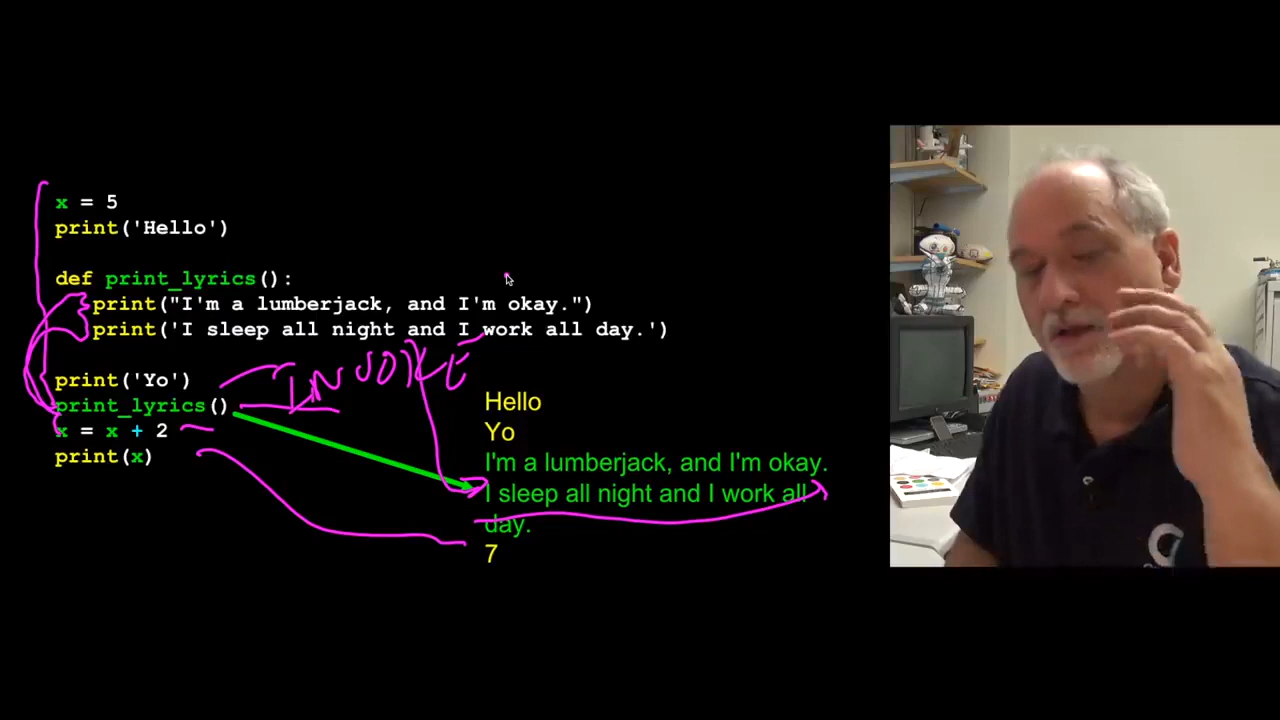 x = 5
print('Hello')
def print_lyrics():
print("I'm a lumberjack, and I'm okay.")
print('I sleep all night and I work all day.')
print('Yo')
INVOKE
print_lyrics()
x = x + 2
print(x)
Hello
Yo
I'm a lumberjack, and I'm okay.
I sleep all night and I work all
day.
7